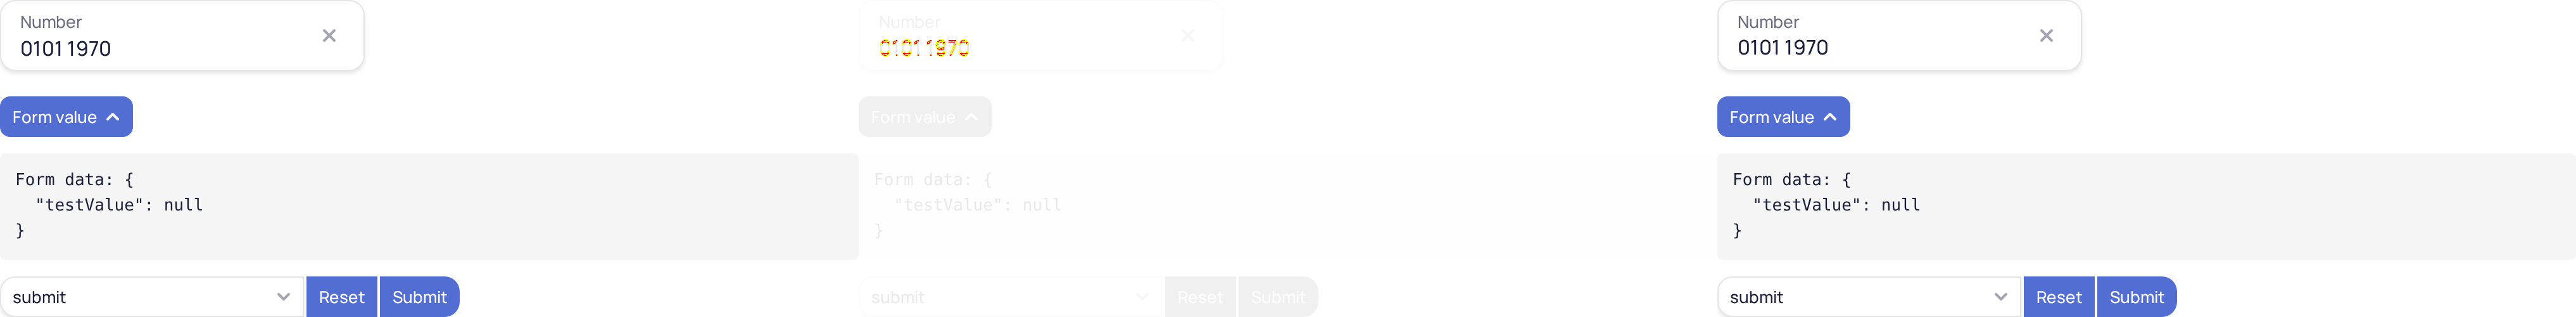 Number
0101 1970
Form value
Form data: {
"testValue": null
}
submit
Reset
Submit
Number
0101 1970
Form value
Form data: {
"testValue": null
}
submit
Reset
Submit
Number
0101 1970
Form value
Form data: {
"testValue": null
}
submit
Reset
Submit